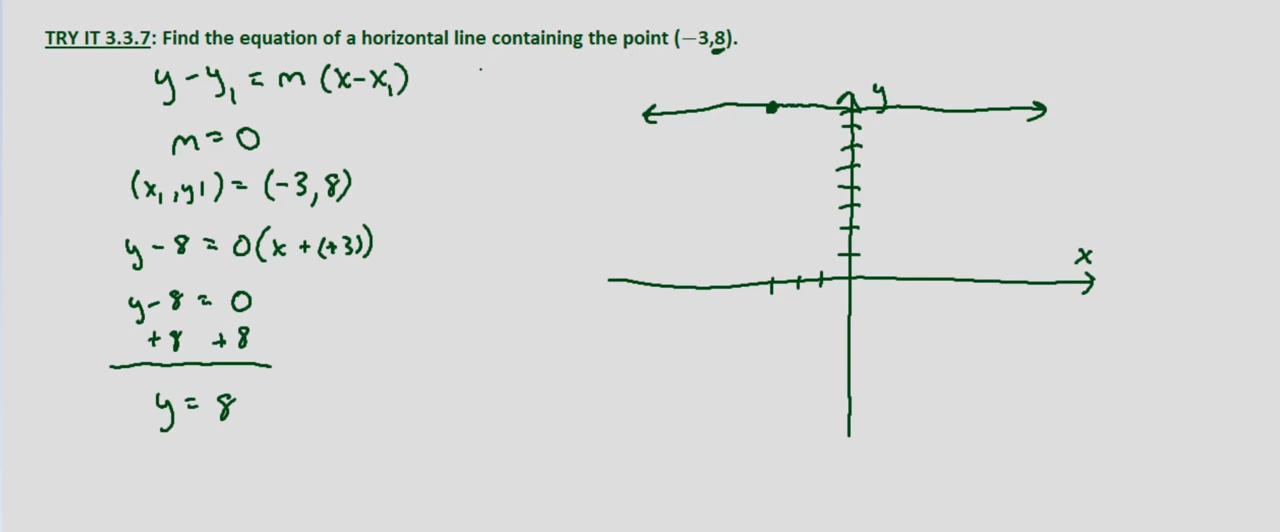 TRY IT 3.3.7: Find the equation of a horizontal line containing the point (−3,8).
y - y₁ = m (x-x₁)
m = 0
(x₁, y1) = (-3, 8)
y - 8 = 0(x + (+3))
y - 8 = 0
+8 +8
y = 8
y
x